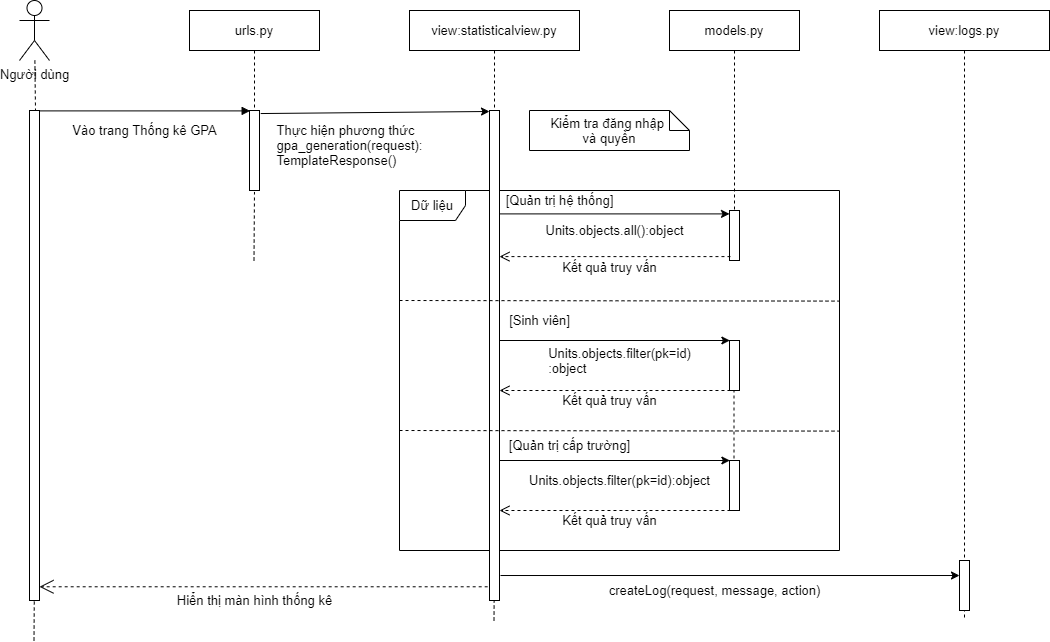 urls.py
view:statisticalview.py
models.py
view:logs.py
Người dùng
Vào trang Thống kê GPA
Thực hiện phương thức
gpa_generation(request):
TemplateResponse()
Kiểm tra đăng nhập
và quyền
Dữ liệu
[Quản trị hệ thống]
Units.objects.all():object
Kết quả truy vấn
[Sinh viên]
Units.objects.filter(pk=id)
:object
Kết quả truy vấn
[Quản trị cấp trường]
Units.objects.filter(pk=id):object
Kết quả truy vấn
createLog(request, message, action)
Hiển thị màn hình thống kê